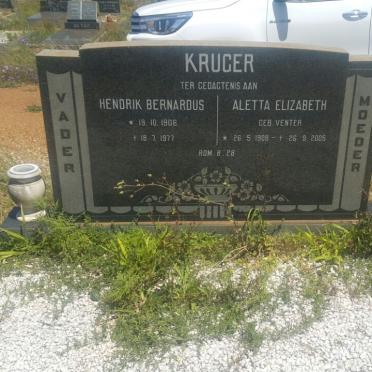 KRUGER
TER GEDAGTENIS AAN
HENDRIK BERNARDUS
* 19.10.1906
† 18.7.1977
ALETTA ELIZABETH
GEB VENTER
* 26.5.1909 - † 26.9.2005
ROM 8:28
VADER
MOEDER